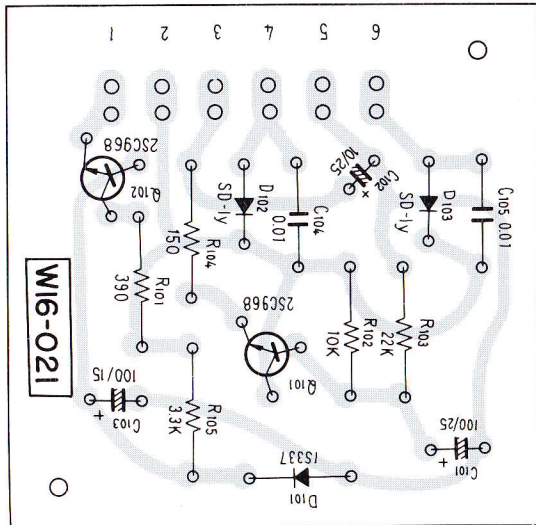 1 2 3 4 5 6
2SC968
Q102
D102
SD-1y
C104
0.01
C102
10/25
+
D103
SD-1y
C105 0.01
R104
150
R101
390
2SC968
Q101
R102
10K
R103
22K
W16-021
100/15
+
C103
R105
3.3K
1S337
D101
100/25
+
C101